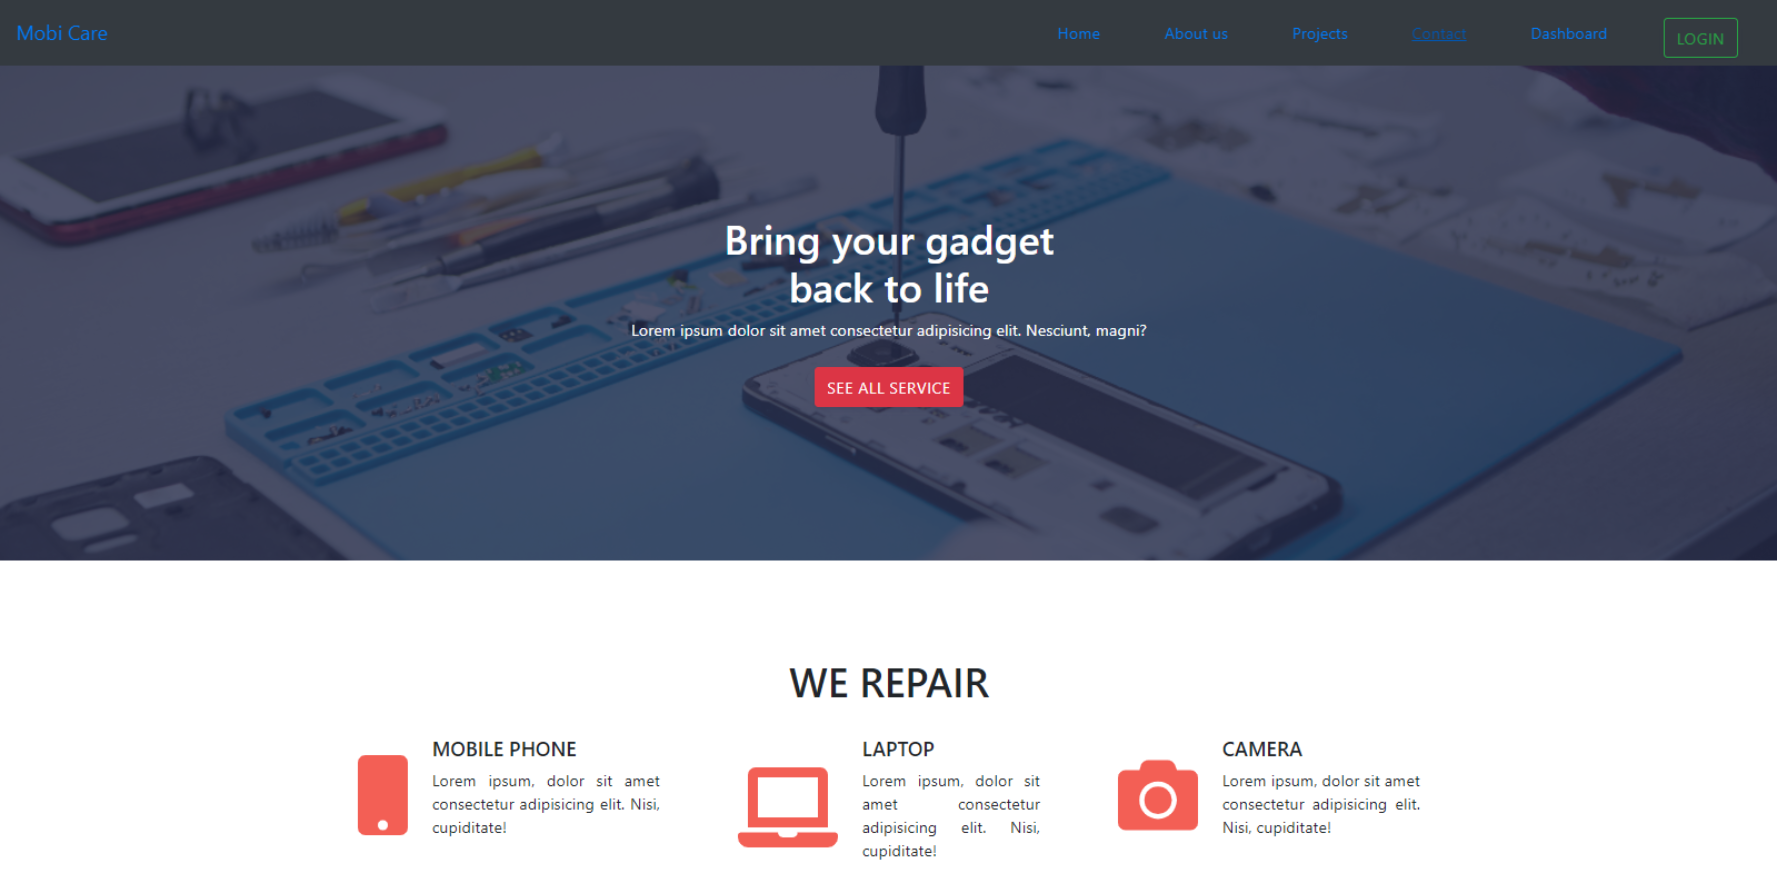 Mobi Care
Home
About us
Projects
Contact
Dashboard
LOGIN
Bring your gadget
back to life
Lorem ipsum dolor sit amet consectetur adipisicing elit. Nesciunt, magni?
SEE ALL SERVICE
WE REPAIR
MOBILE PHONE
Lorem ipsum, dolor sit amet
consectetur adipisicing elit. Nisi,
cupiditate!
LAPTOP
Lorem ipsum, dolor sit
amet consectetur
adipisicing elit. Nisi,
cupiditate!
CAMERA
Lorem ipsum, dolor sit amet
consectetur adipisicing elit.
Nisi, cupiditate!